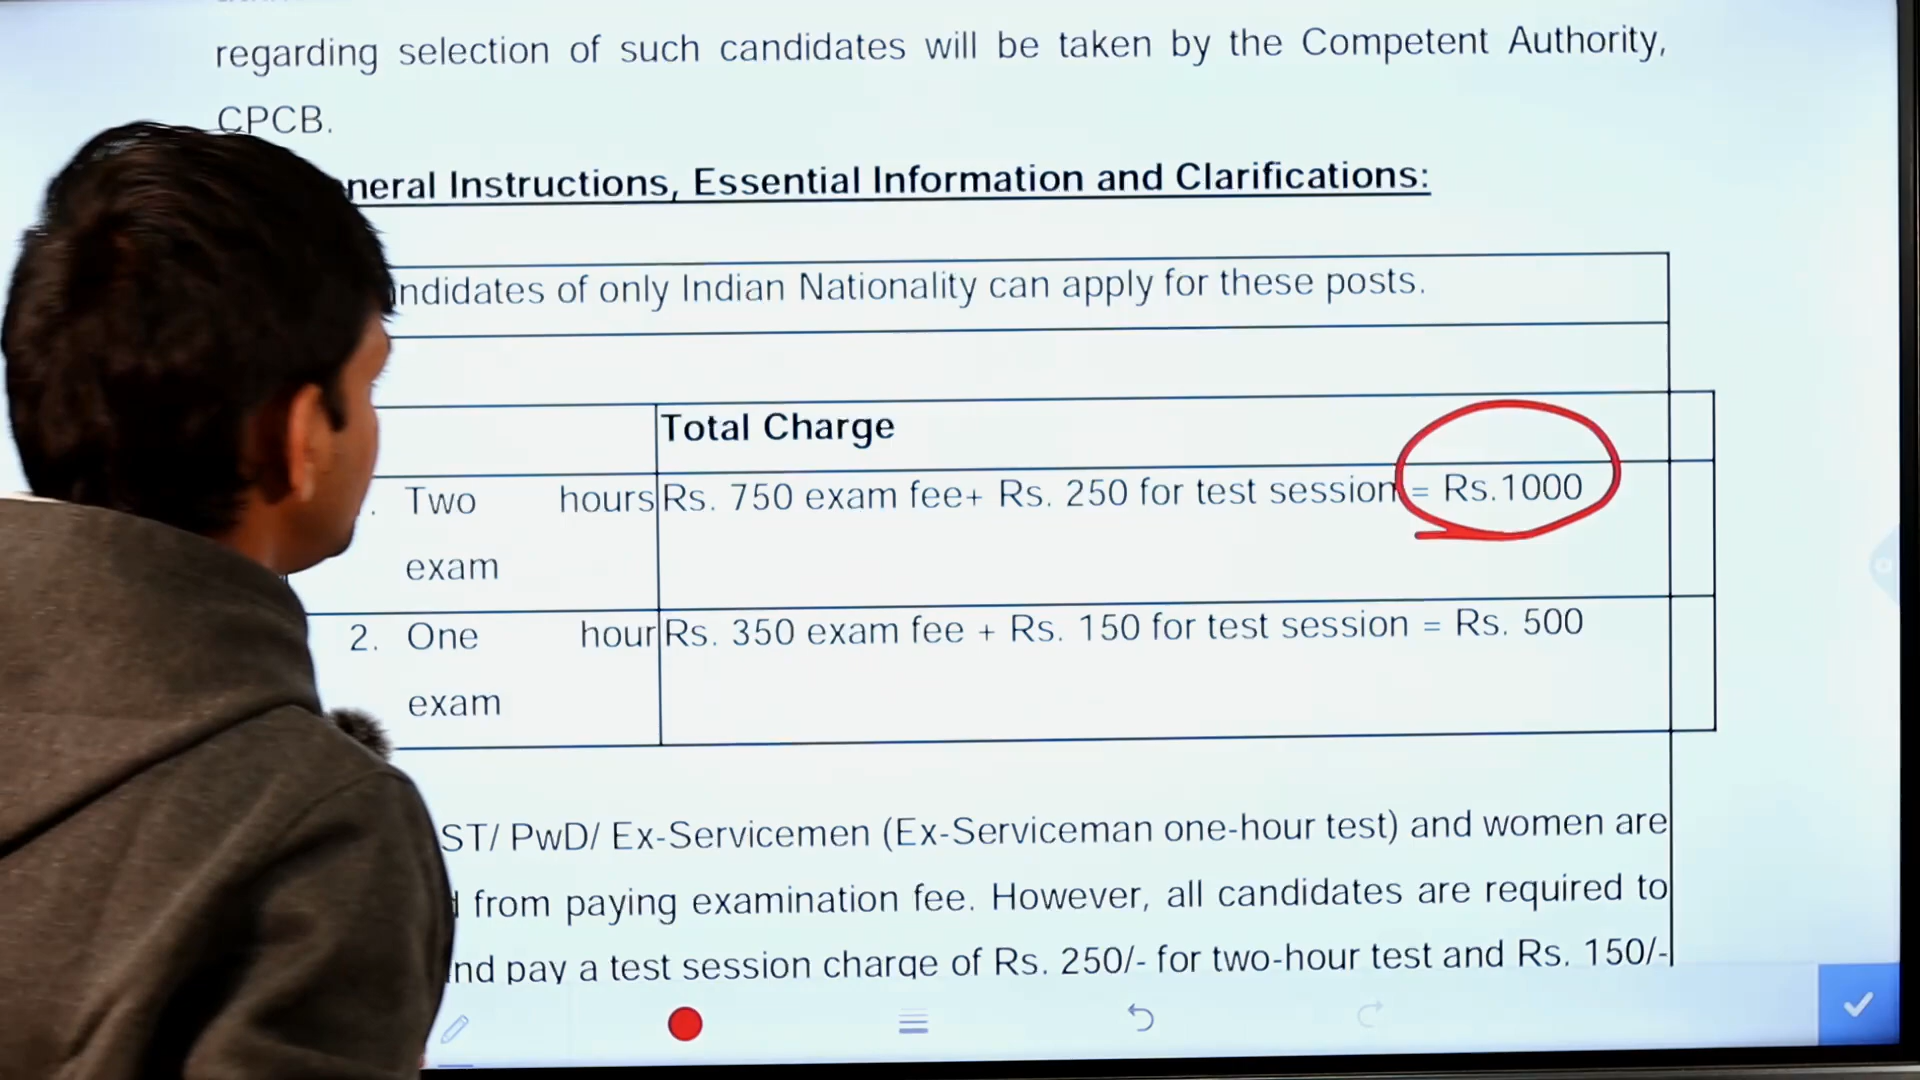 regarding selection of such candidates will be taken by the Competent Authority,
CPCB.
neral Instructions, Essential Information and Clarifications:
ndidates of only Indian Nationality can apply for these posts.
Total Charge
. Two hours Rs. 750 exam fee+ Rs. 250 for test session = Rs.1000
exam
2. One hour Rs. 350 exam fee + Rs. 150 for test session = Rs. 500
exam
ST/ PwD/ Ex-Servicemen (Ex-Serviceman one-hour test) and women are
from paying examination fee. However, all candidates are required to
nd pay a test session charge of Rs. 250/- for two-hour test and Rs. 150/-